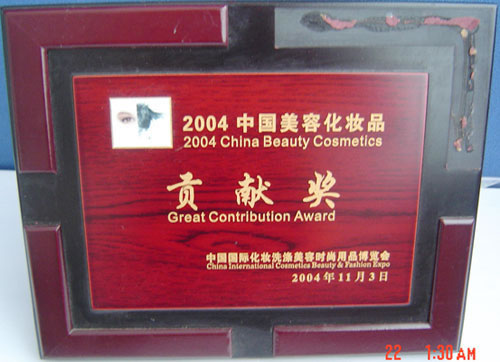 2004 中国美容化妆品
2004 China Beauty Cosmetics
贡献奖
Great Contribution Award
中国国际化妆洗涤美容时尚用品博览会
China International Cosmetics Beauty & Fashion Expo
2004年11月3日
22 1:30 AM